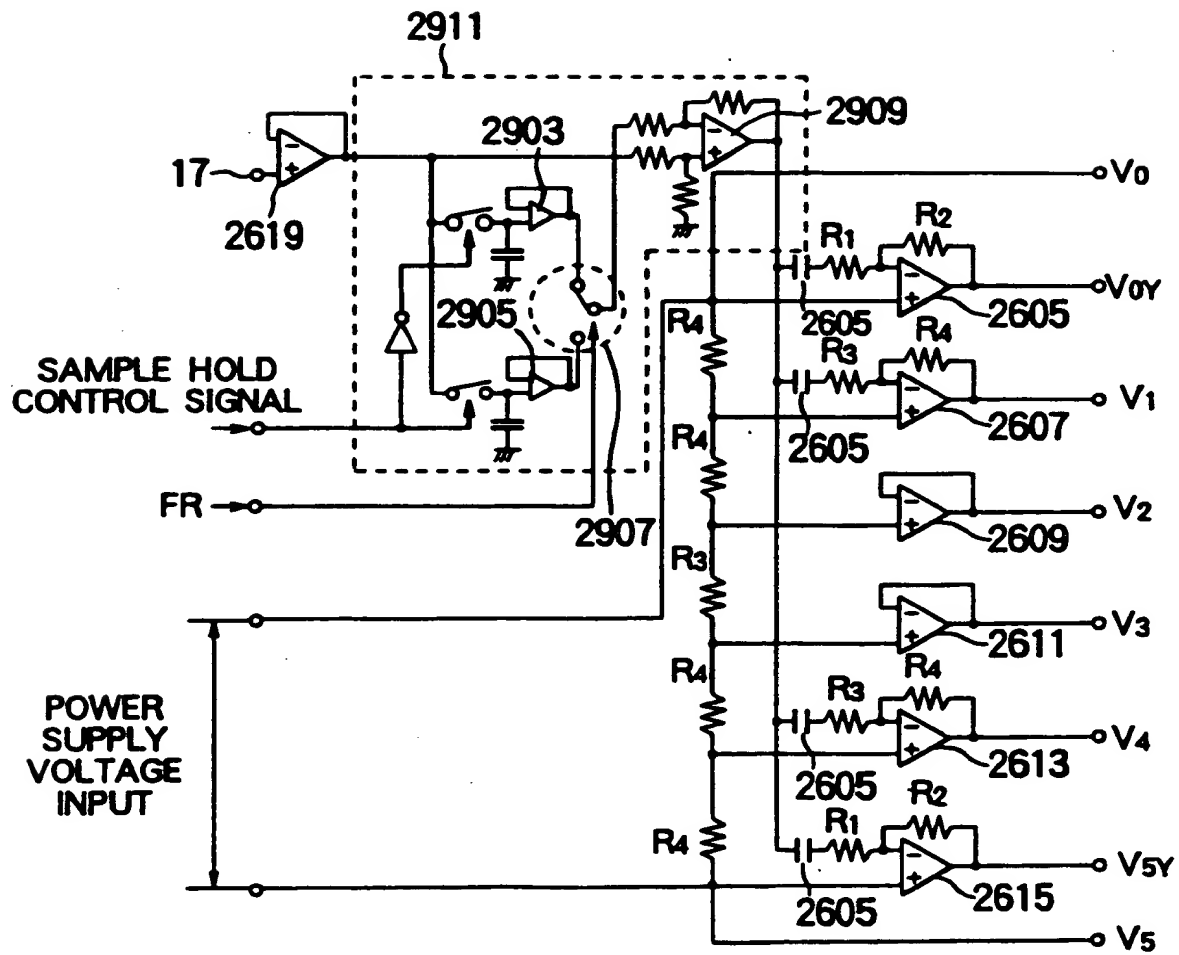 2911
2903
2909
17
2619
V0
R1
R2
V0Y
2905
R4
2605
2605
R3
R4
SAMPLE HOLD
CONTROL SIGNAL
V1
2607
2605
R4
FR
2907
V2
2609
R3
V3
2611
R4
R3
R4
POWER
SUPPLY
VOLTAGE
INPUT
V4
2613
2605
R2
R1
R4
V5Y
2615
2605
V5